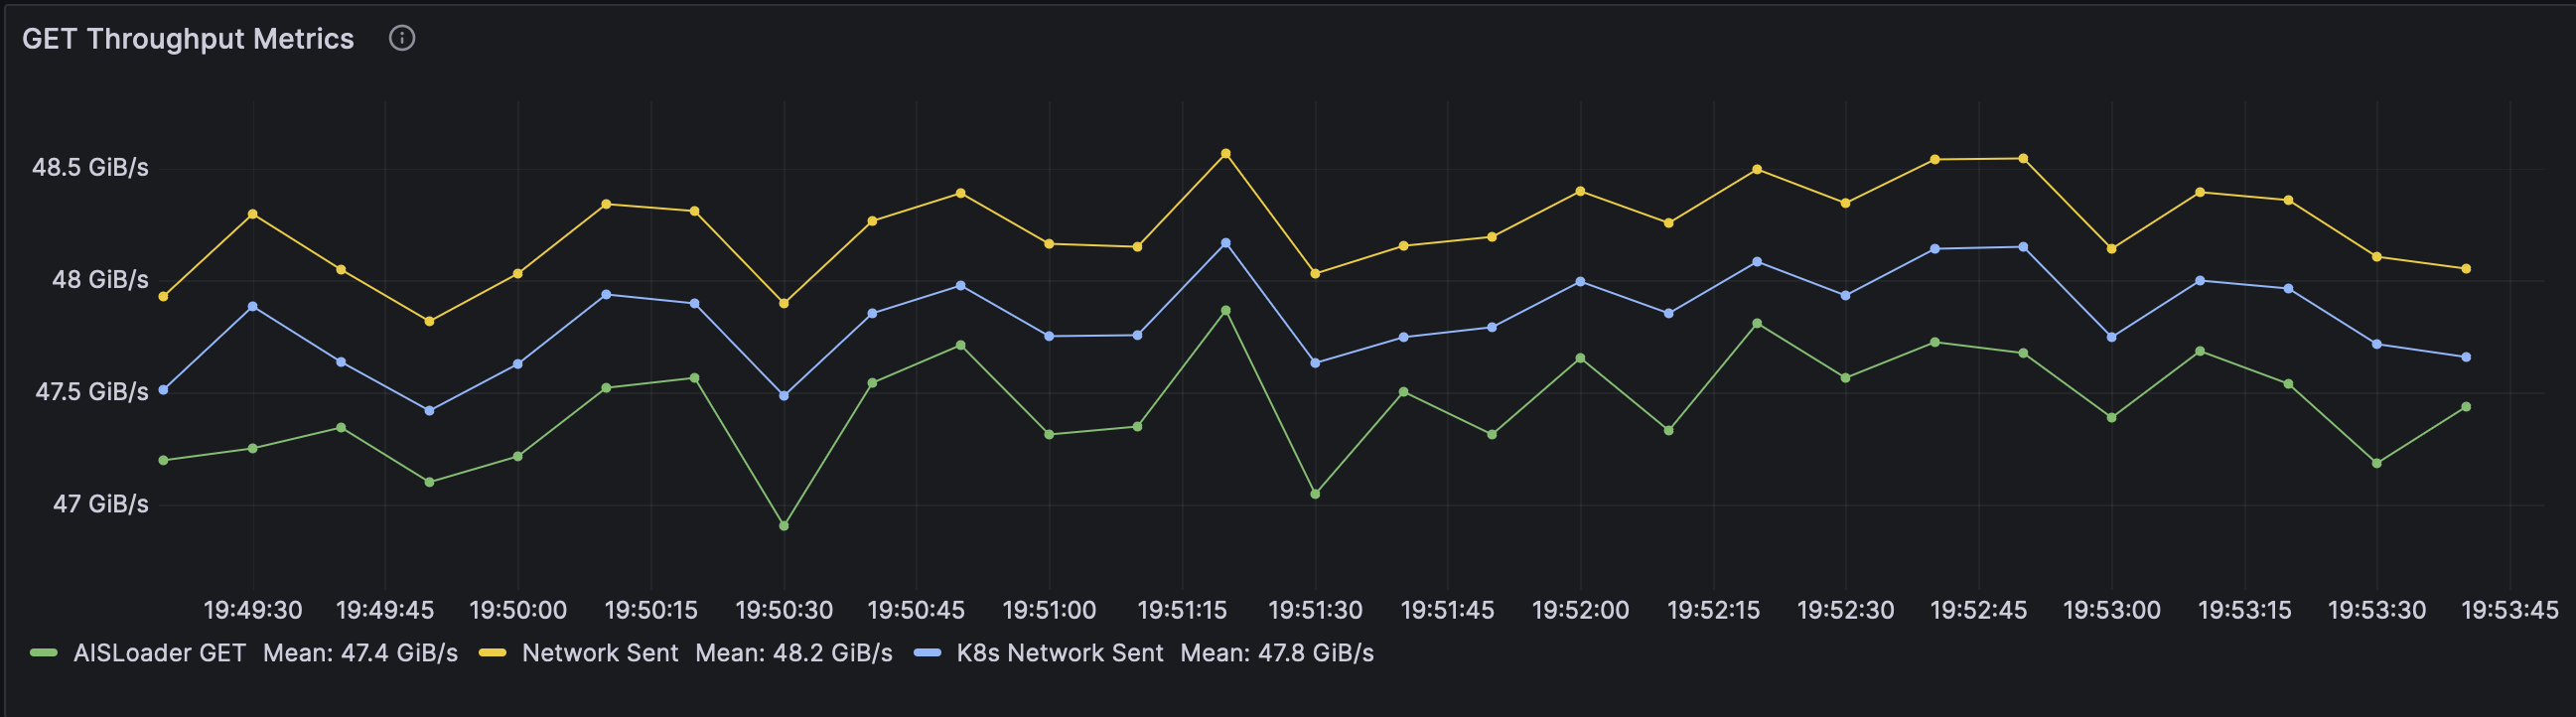 GET Throughput Metrics
48.5 GiB/s
48 GiB/s
47.5 GiB/s
47 GiB/s
19:49:30 19:49:45 19:50:00 19:50:15 19:50:30 19:50:45 19:51:00 19:51:15 19:51:30 19:51:45 19:52:00 19:52:15 19:52:30 19:52:45 19:53:00 19:53:15 19:53:30 19:53:45
AISLoader GET Mean: 47.4 GiB/s Network Sent Mean: 48.2 GiB/s K8s Network Sent Mean: 47.8 GiB/s